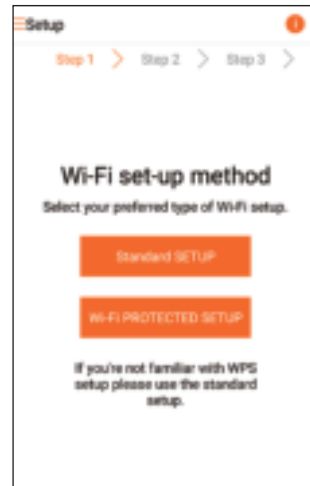 Setup
Step 1 Step 2 Step 3
Wi-Fi set-up method
Select your preferred type of Wi-Fi setup.
Standard SETUP
Wi-Fi PROTECTED SETUP
If you're not familiar with WPS
setup please use the standard
setup.